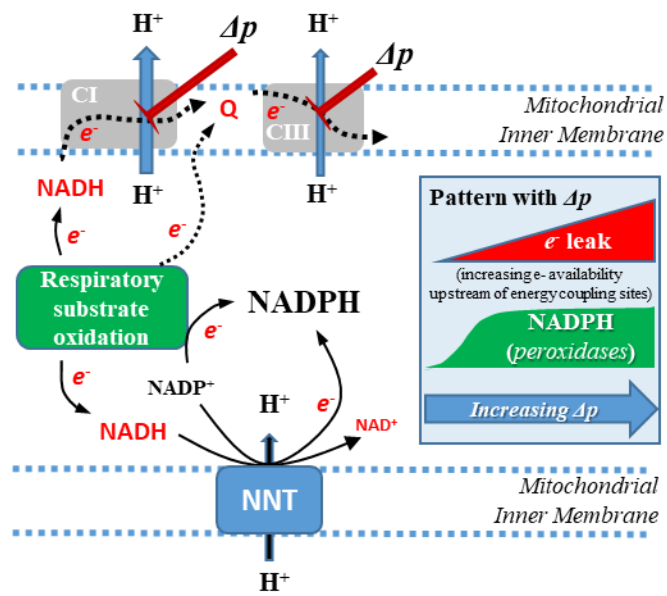 H⁺
Δp
H⁺
Δp
CI
e⁻
Q
e⁻
CIII
Mitochondrial
Inner Membrane
H⁺
H⁺
NADH
e⁻
e⁻
Respiratory
substrate
oxidation
NADPH
e⁻
e⁻
NADP⁺
H⁺
e⁻
NADH
NAD⁺
NNT
Mitochondrial
Inner Membrane
H⁺
Pattern with Δp
e⁻ leak
(increasing e- availability
upstream of energy coupling sites)
NADPH
(peroxidases)
Increasing Δp